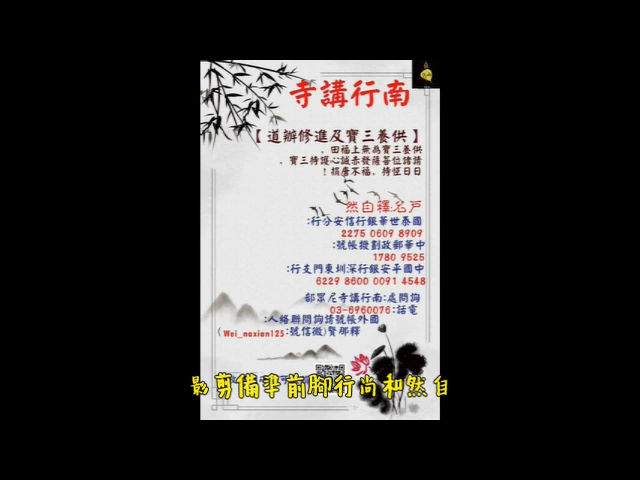 南行講寺
【供養三寶及進修辦道】
供養三寶為無上福田,
請諸位菩薩發赤誠心護持三寶,
日日恆持、福不唐捐!
戶名釋自然
國泰世華銀行信安分行:
2275 0609 8909
中華郵政劃撥帳號:
1780 9525
中國平安銀行深圳東門支行:
6229 8600 0091 4548
詢問處:南行講寺尼眾部
電話:03-6960076
國外帳號請詢問聯絡人:
釋那賢(微信號:Wei_naxian125)
自然和尚行腳前準備剪影